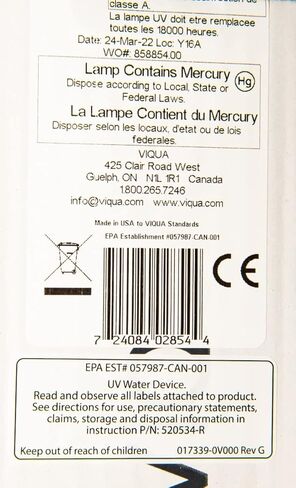 classe A.
La lampe UV doit etre remplacee
toutes les 18000 heures.
Date: 24-Mar-22 Loc: Y16A
WO#: 858854.00
Lamp Contains Mercury
Hg
Dispose according to Local, State or
Federal Laws.
La Lampe Contient du Mercury
Disposer selon les locaux, d'etat ou de lois
federales.
VIQUA
425 Clair Road West
Guelph, ON N1L 1R1 Canada
1.800.265.7246
info@viqua.com www.viqua.com
Made in USA to VIQUA Standards
EPA Establishment #057987-CAN-001
CE
7 24084 02854 4
EPA EST# 057987-CAN-001
UV Water Device.
Read and observe all labels attached to product.
See directions for use, precautionary statements,
claims, storage and disposal information in
instruction P/N: 520534-R
Keep out of reach of children 017339-0V000 Rev G